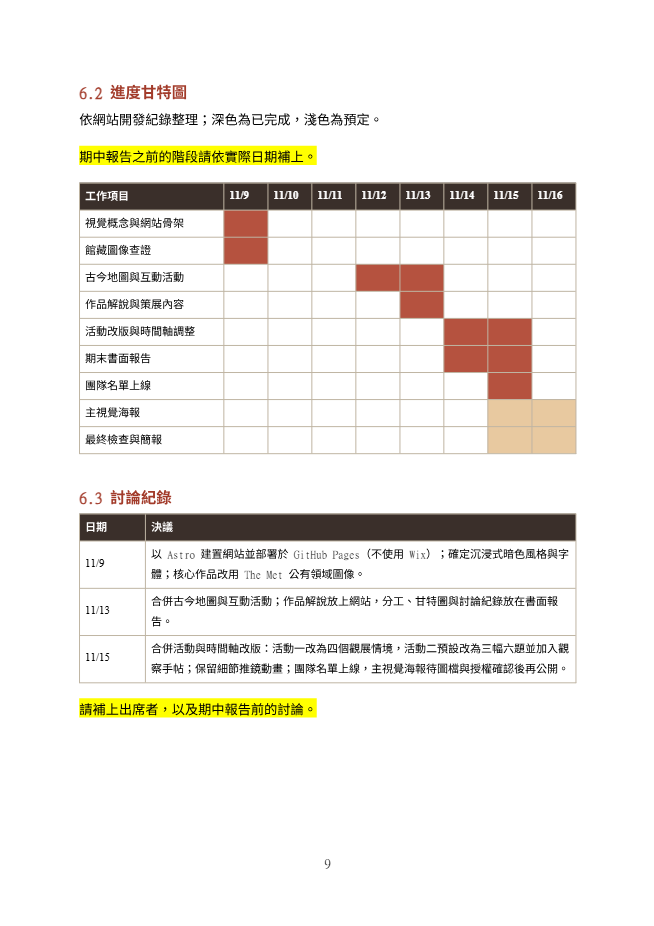 6.2 進度甘特圖
依網站開發紀錄整理；深色為已完成，淺色為預定。
期中報告之前的階段請依實際日期補上。
工作項目 11/9 11/10 11/11 11/12 11/13 11/14 11/15 11/16
視覺概念與網站骨架
館藏圖像查證
古今地圖與互動活動
作品解說與策展內容
活動改版與時間軸調整
期末書面報告
團隊名單上線
主視覺海報
最終檢查與簡報
6.3 討論紀錄
日期 決議
11/9 以 Astro 建置網站並部署於 GitHub Pages（不使用 Wix）；確定沉浸式暗色風格與字
體；核心作品改用 The Met 公有領域圖像。
11/13 合併古今地圖與互動活動；作品解說放上網站，分工、甘特圖與討論紀錄放在書面報
告。
11/15 合併活動與時間軸改版：活動一改為四個觀展情境，活動二預設改為三幅六題並加入觀
察手帖；保留細節推鏡動畫；團隊名單上線，主視覺海報待圖檔與授權確認後再公開。
請補上出席者，以及期中報告前的討論。
9